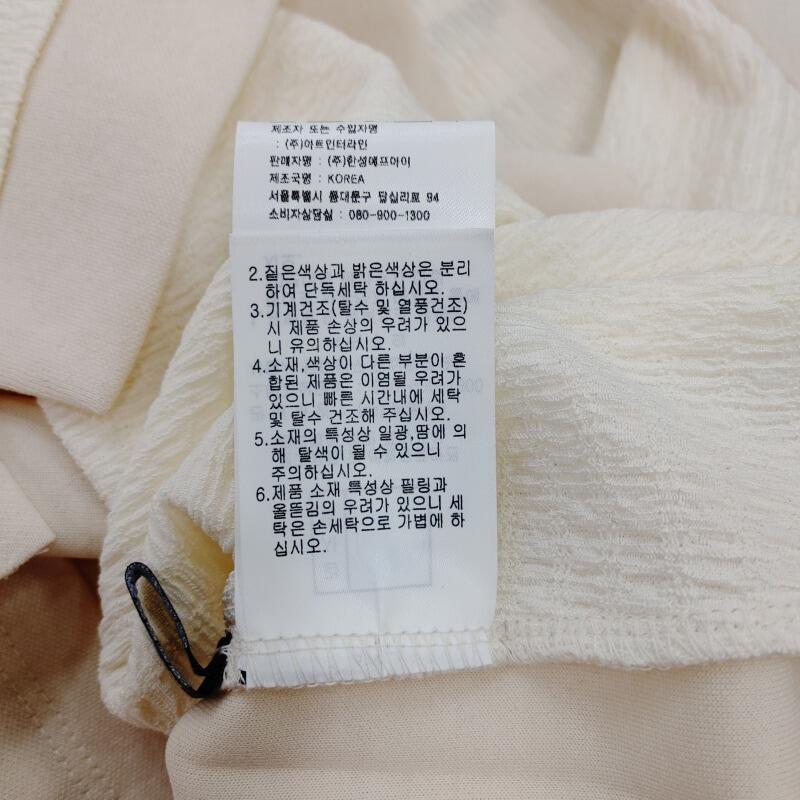 제조자 또는 수입자명
: (주)아트인터라인
판매자명 : (주)한성에프아이
제조국명 : KOREA
서울특별시 동대문구 답십리로 94
소비자상담실 : 080-900-1300
2.짙은색상과 밝은색상은 분리
하여 단독세탁 하십시오.
3.기계건조(탈수 및 열풍건조)
시 제품 손상의 우려가 있으
니 유의하십시오.
4.소재,색상이 다른 부분이 혼
합된 제품은 이염될 우려가
있으니 빠른 시간내에 세탁
및 탈수 건조해 주십시오.
5.소재의 특성상 일광,땀에 의
해 탈색이 될 수 있으니
주의하십시오.
6.제품 소재 특성상 필링과
올뜯김의 우려가 있으니 세
탁은 손세탁으로 가볍에 하
십시오.